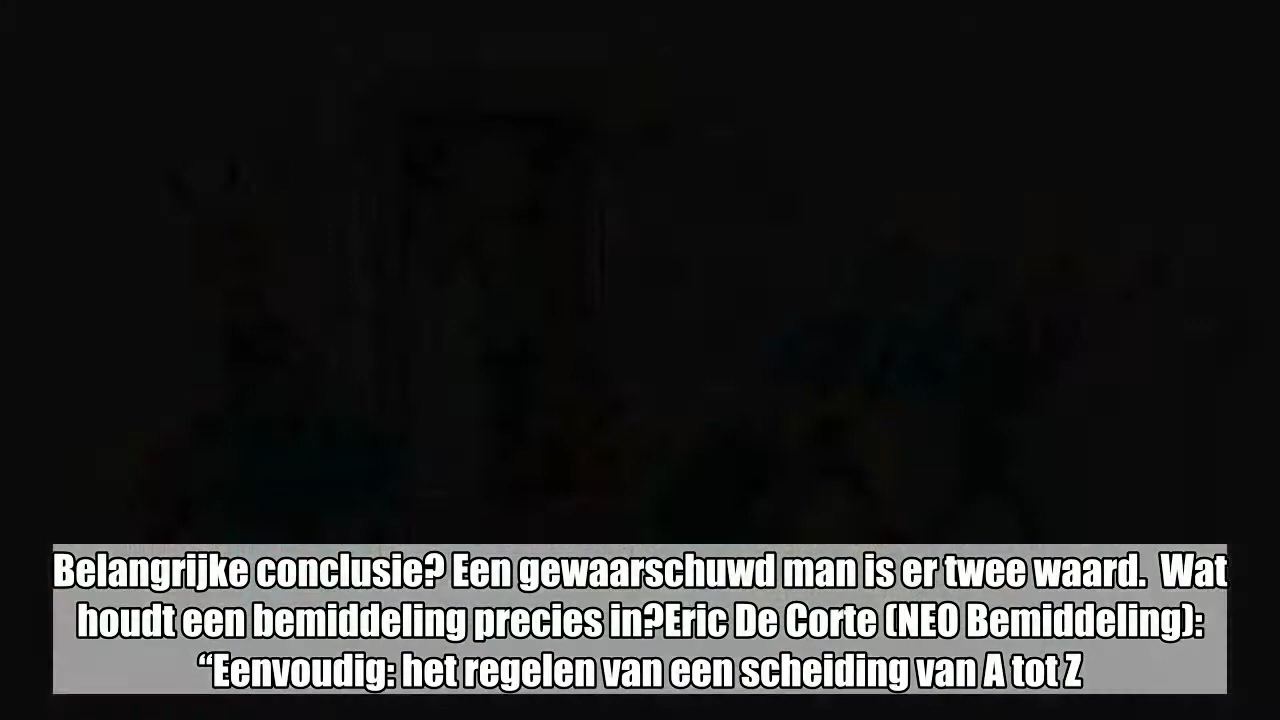 Belangrijke conclusie? Een gewaarschuwd man is er twee waard.  Wat
houdt een bemiddeling precies in?Eric De Corte (NEO Bemiddeling):
“Eenvoudig: het regelen van een scheiding van A tot Z